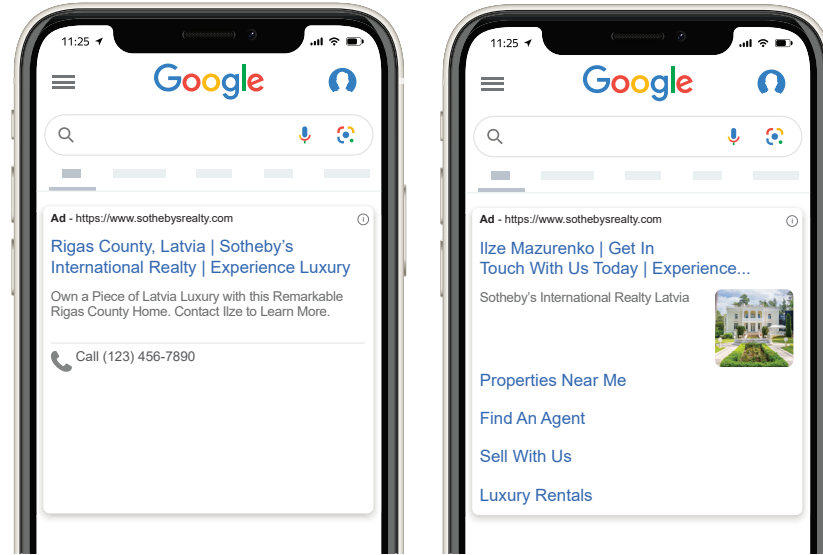 11:25
Google
Ad - https://www.sothebysrealty.com
Rigas County, Latvia | Sotheby's
International Realty | Experience Luxury
Own a Piece of Latvia Luxury with this Remarkable
Rigas County Home. Contact Ilze to Learn More.
Call (123) 456-7890
11:25
Google
Ad - https://www.sothebysrealty.com
Ilze Mazurenko | Get In
Touch With Us Today | Experience...
Sotheby's International Realty Latvia
Properties Near Me
Find An Agent
Sell With Us
Luxury Rentals